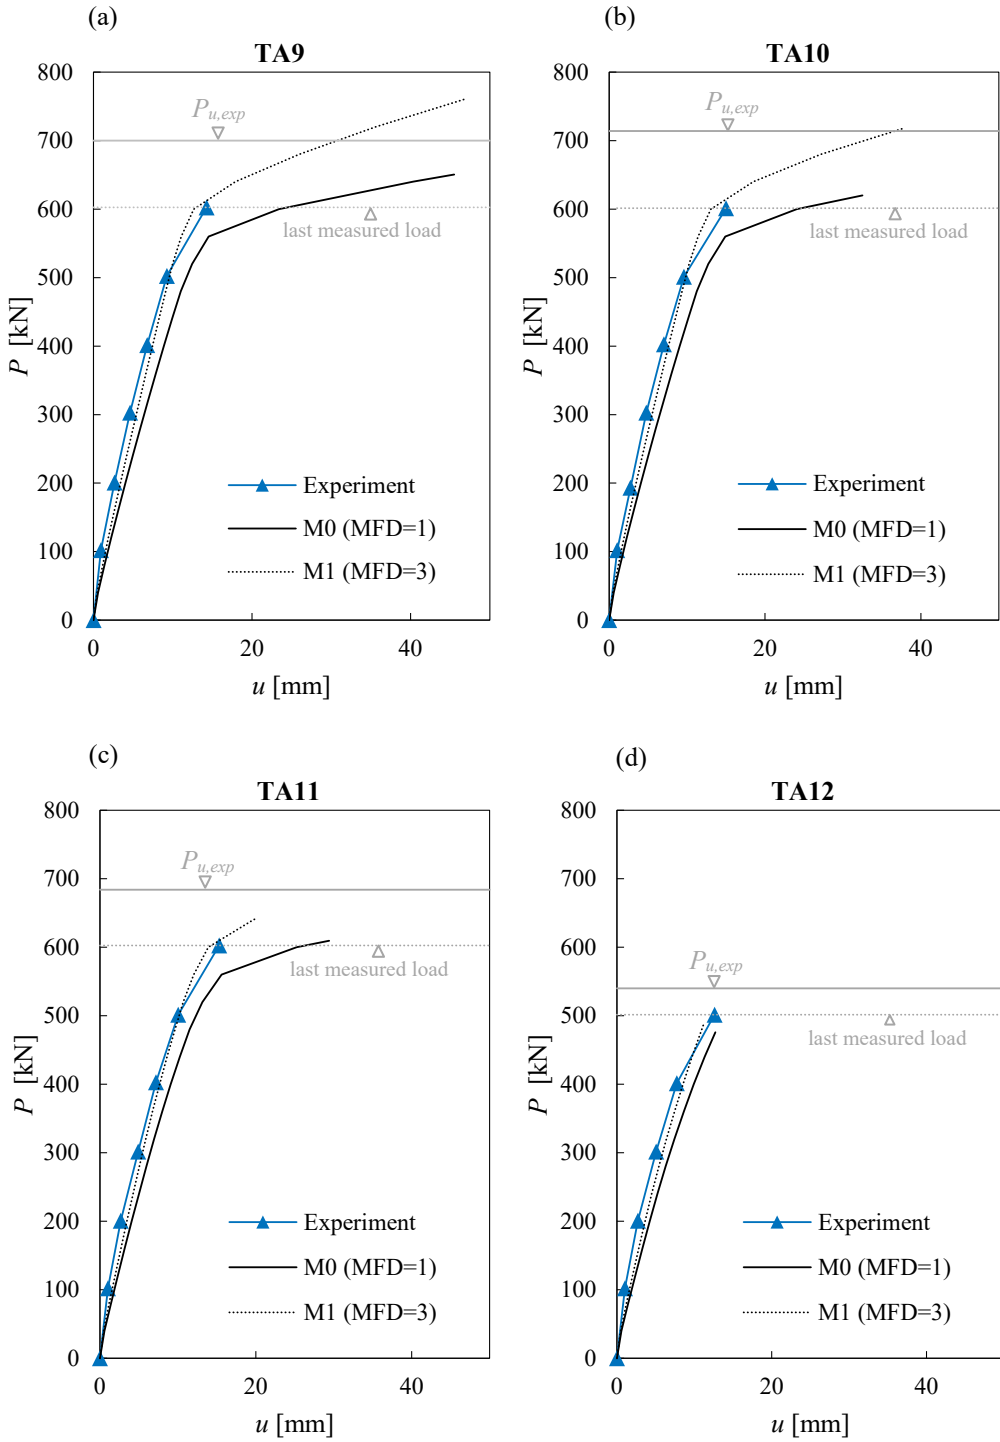 (a)
TA9
800
700
600
500
400
300
200
100
0
P [kN]
P_{u,exp}
last measured load
Experiment
M0 (MFD=1)
M1 (MFD=3)
0 20 40
u [mm]
(b)
TA10
800
700
600
500
400
300
200
100
0
P [kN]
P_{u,exp}
last measured load
Experiment
M0 (MFD=1)
M1 (MFD=3)
0 20 40
u [mm]
(c)
TA11
800
700
600
500
400
300
200
100
0
P [kN]
P_{u,exp}
last measured load
Experiment
M0 (MFD=1)
M1 (MFD=3)
0 20 40
u [mm]
(d)
TA12
800
700
600
500
400
300
200
100
0
P [kN]
P_{u,exp}
last measured load
Experiment
M0 (MFD=1)
M1 (MFD=3)
0 20 40
u [mm]